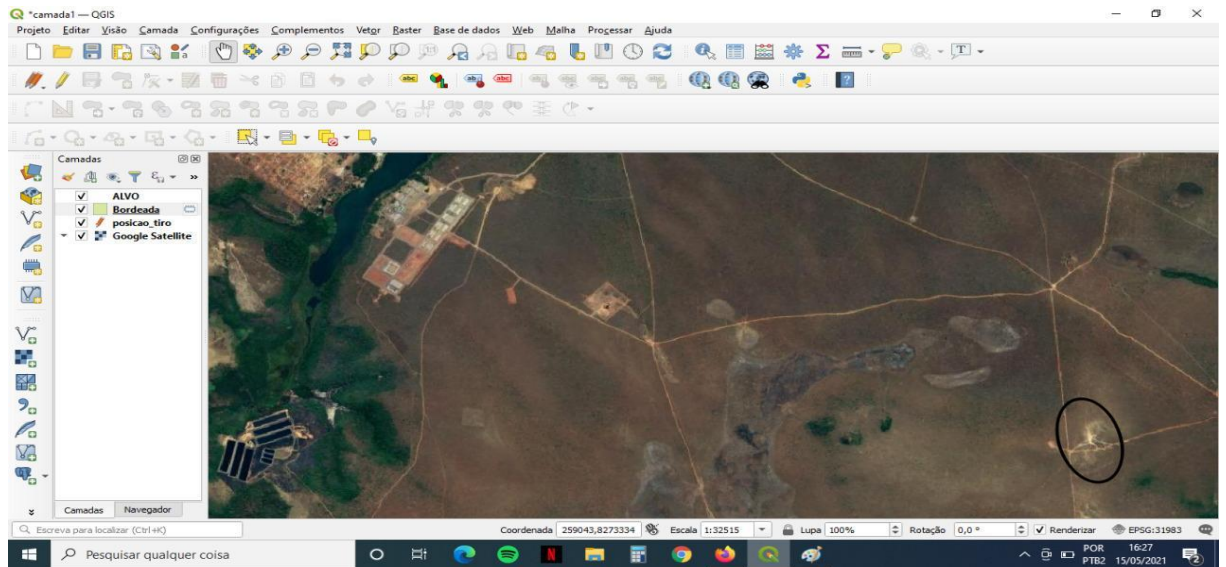 *camada1 — QGIS
Projeto Editar Visão Camada Configurações Complementos Vetor Raster Base de dados Web Malha Processar Ajuda
Camadas
ALVO
Bordeada
posicao_tiro
Google Satellite
Camadas Navegador
Escreva para localizar (Ctrl+K) Coordenada 259043,8273334 Escala 1:32515 Lupa 100% Rotação 0,0 ° Renderizar EPSG:31983
Pesquisar qualquer coisa POR 16:27
PTB2 15/05/2021